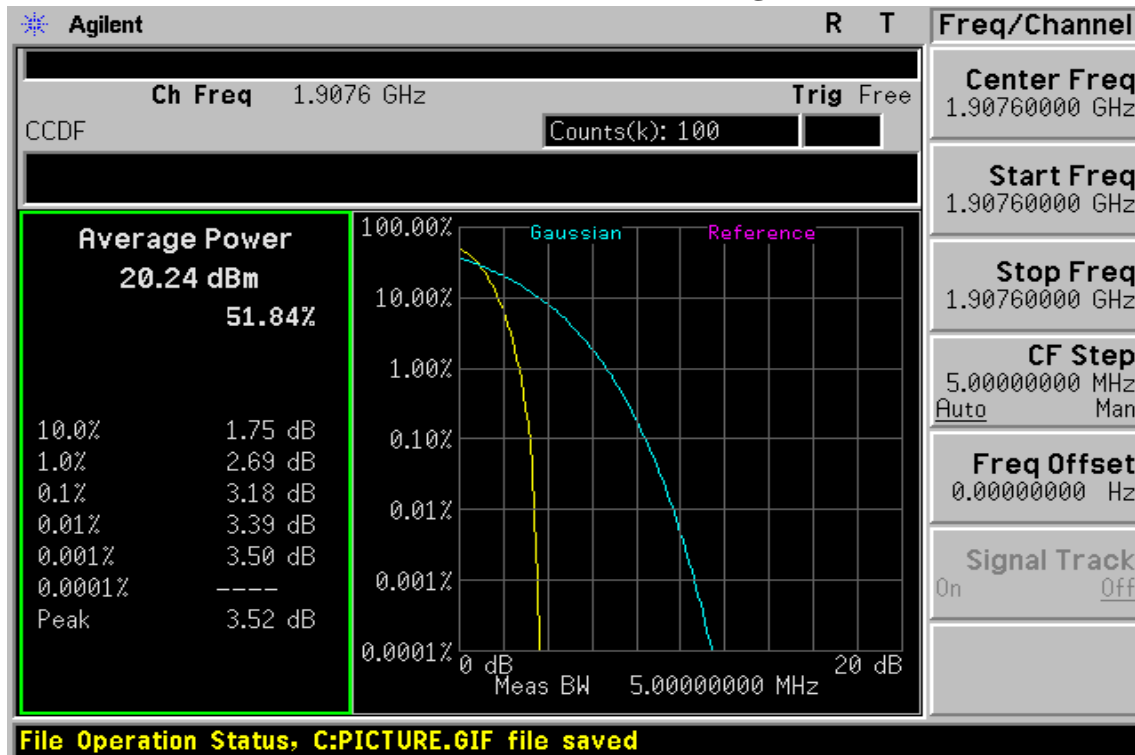 Agilent R T Freq/Channel
Ch Freq 1.9076 GHz Trig Free
CCDF Counts(k): 100
Center Freq
1.90760000 GHz
Start Freq
1.90760000 GHz
Stop Freq
1.90760000 GHz
CF Step
5.00000000 MHz
Auto Man
Freq Offset
0.00000000 Hz
Signal Track
On Off
Average Power
20.24 dBm
51.84%
10.0% 1.75 dB
1.0% 2.69 dB
0.1% 3.18 dB
0.01% 3.39 dB
0.001% 3.50 dB
0.0001% ----
Peak 3.52 dB
Gaussian Reference
100.00%
10.00%
1.00%
0.10%
0.01%
0.001%
0.0001%
0 dB 20 dB
Meas BW 5.00000000 MHz
File Operation Status, C:PICTURE.GIF file saved